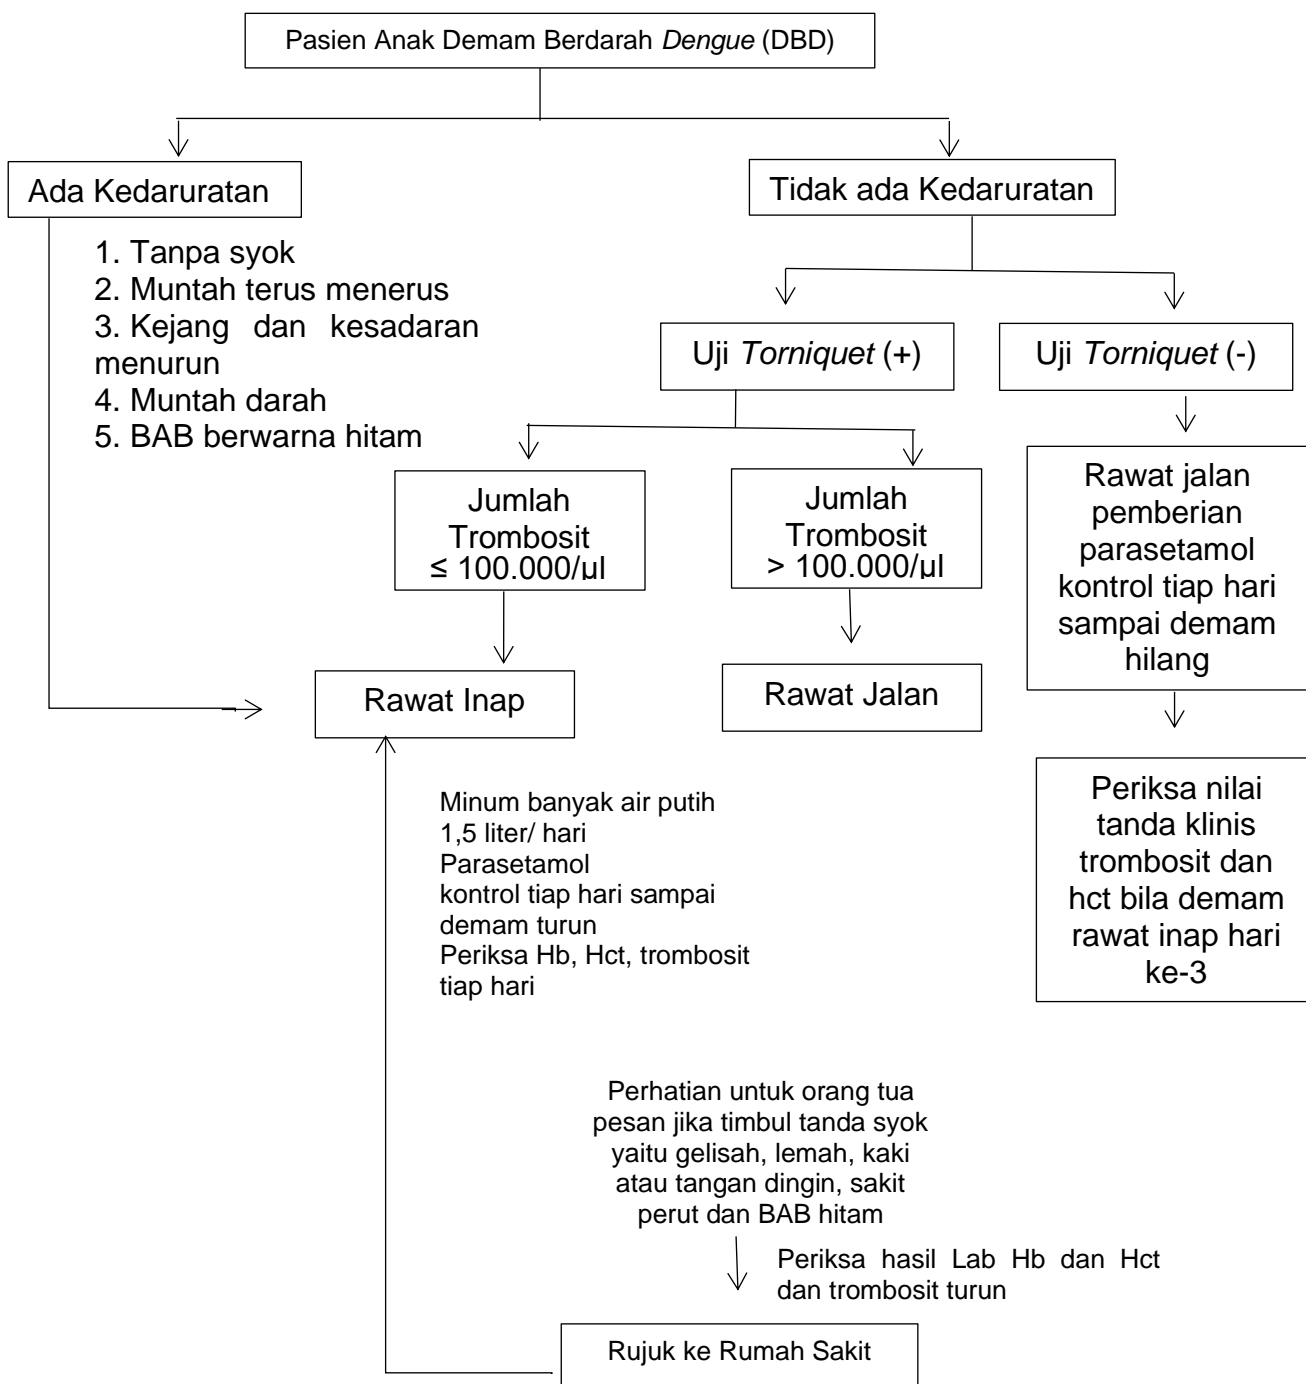 Pasien Anak Demam Berdarah Dengue (DBD)
Ada Kedaruratan
Tidak ada Kedaruratan
1. Tanpa syok
2. Muntah terus menerus
3. Kejang dan kesadaran
menurun
4. Muntah darah
5. BAB berwarna hitam
Uji Torniquet (+)
Uji Torniquet (-)
Jumlah
Trombosit
≤ 100.000/µl
Jumlah
Trombosit
> 100.000/µl
Rawat jalan
pemberian
parasetamol
kontrol tiap hari
sampai demam
hilang
Rawat Inap
Rawat Jalan
Minum banyak air putih
1,5 liter/ hari
Parasetamol
kontrol tiap hari sampai
demam turun
Periksa Hb, Hct, trombosit
tiap hari
Periksa nilai
tanda klinis
trombosit dan
hct bila demam
rawat inap hari
ke-3
Perhatian untuk orang tua
pesan jika timbul tanda syok
yaitu gelisah, lemah, kaki
atau tangan dingin, sakit
perut dan BAB hitam
Periksa hasil Lab Hb dan Hct
dan trombosit turun
Rujuk ke Rumah Sakit